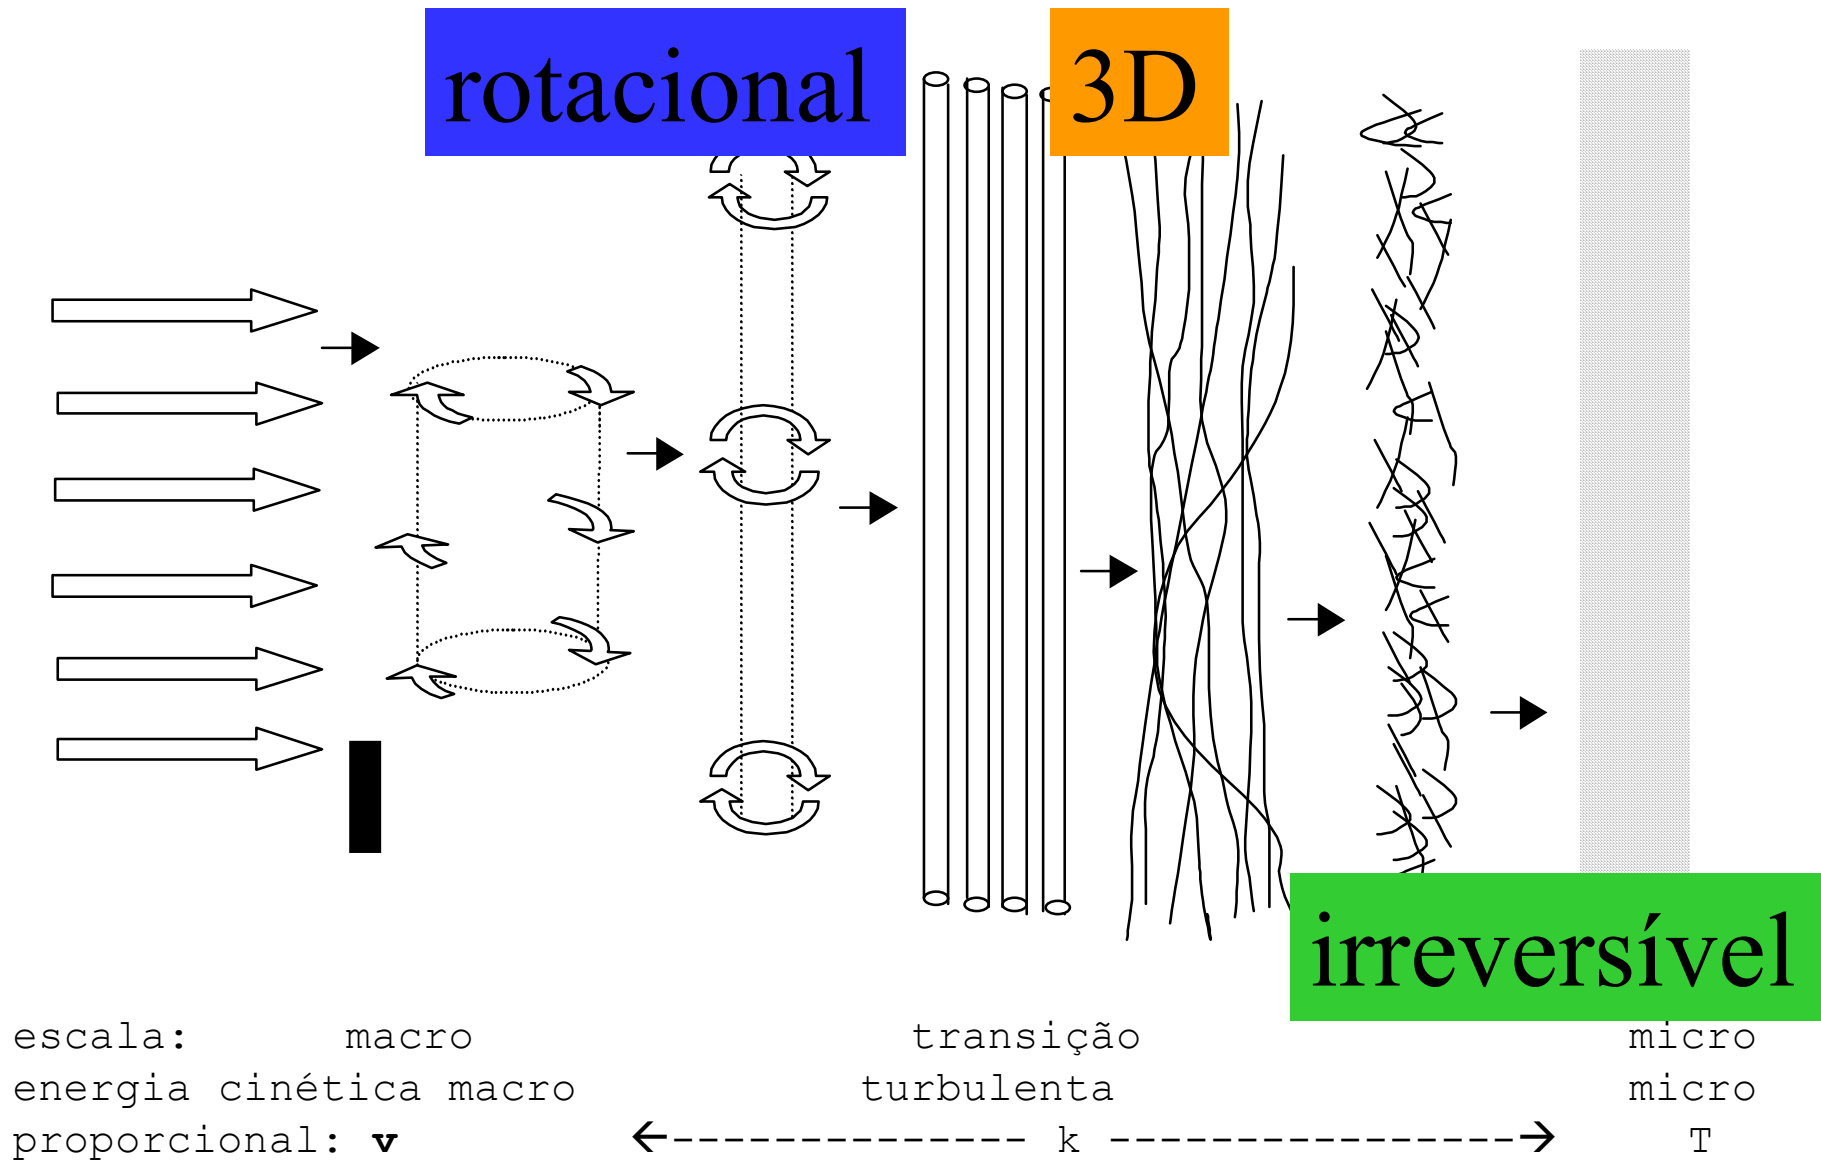 rotacional
3D
irreversível
escala: macro transição micro
energia cinética macro turbulenta micro
proporcional: v <-------------- k ----------------> T